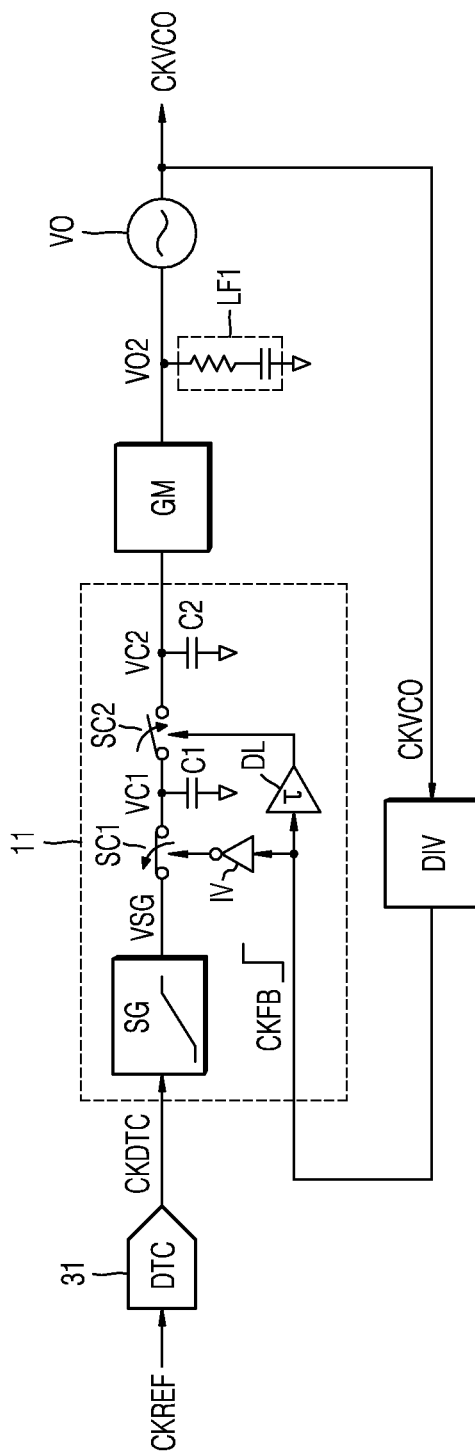 CKREF
31
DTC
CKDTC
11
SG
VSG
SC1
VC1
C1
SC2
VC2
C2
IV
DL
τ
CKFB
GM
VO2
LF1
VO
CKVCO
CKVCO
DIV